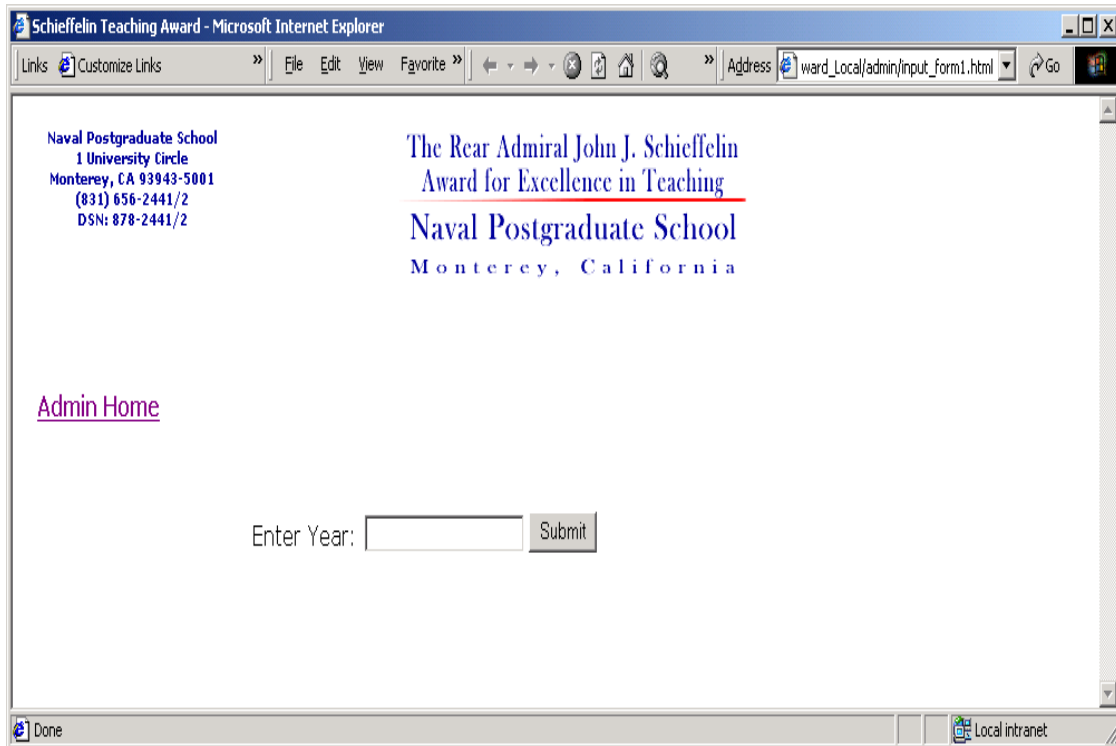 Schieffelin Teaching Award - Microsoft Internet Explorer
Links Customize Links » File Edit View Favorite » » Address ward_Local/admin/input_form1.html Go
Naval Postgraduate School
1 University Circle
Monterey, CA 93943-5001
(831) 656-2441/2
DSN: 878-2441/2
The Rear Admiral John J. Schieffelin
Award for Excellence in Teaching
Naval Postgraduate School
Monterey, California
Admin Home
Enter Year: Submit
Done Local intranet